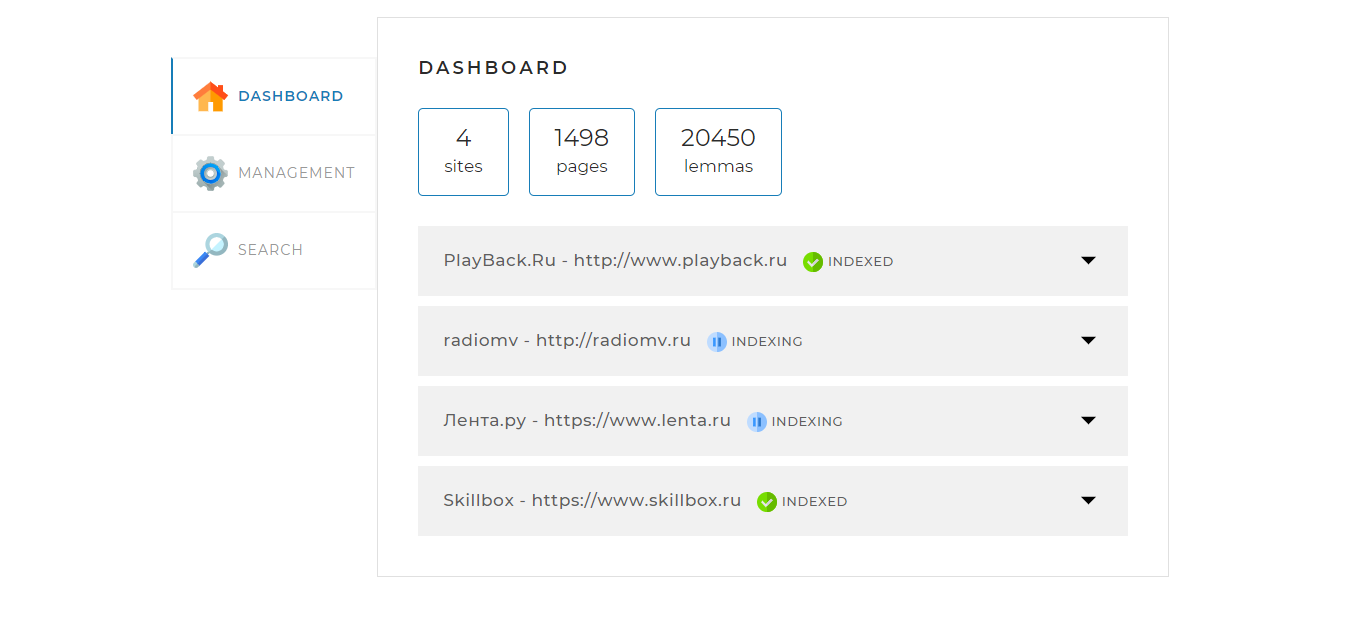 DASHBOARD
MANAGEMENT
SEARCH
DASHBOARD
4
sites
1498
pages
20450
lemmas
PlayBack.Ru - http://www.playback.ru INDEXED
radiomv - http://radiomv.ru INDEXING
Лента.ру - https://www.lenta.ru INDEXING
Skillbox - https://www.skillbox.ru INDEXED